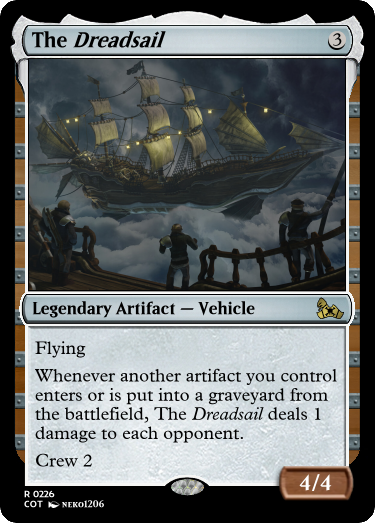 The Dreadsail 3
Legendary Artifact — Vehicle
Flying
Whenever another artifact you control
enters or is put into a graveyard from
the battlefield, The Dreadsail deals 1
damage to each opponent.
Crew 2
4/4
R 0226
COT NEKO1206